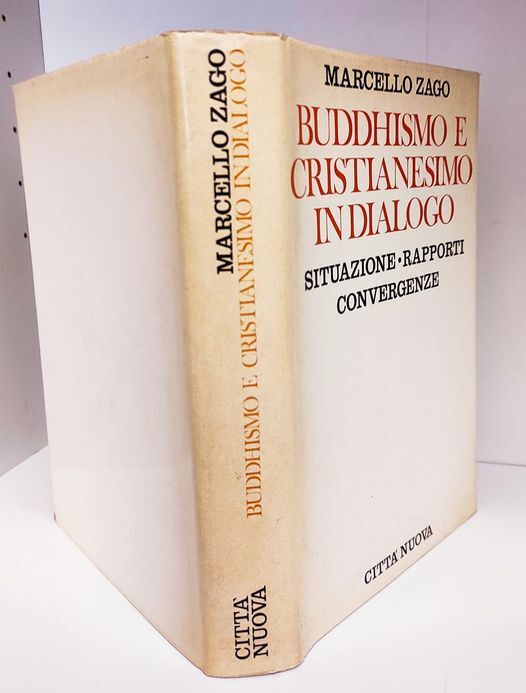 MARCELLO ZAGO
BUDDHISMO E CRISTIANESIMO IN DIALOGO
CITTÀ
NUOVA
MARCELLO ZAGO
BUDDHISMO E
CRISTIANESIMO
IN DIALOGO
SITUAZIONE • RAPPORTI
CONVERGENZE
CITTÀ NUOVA